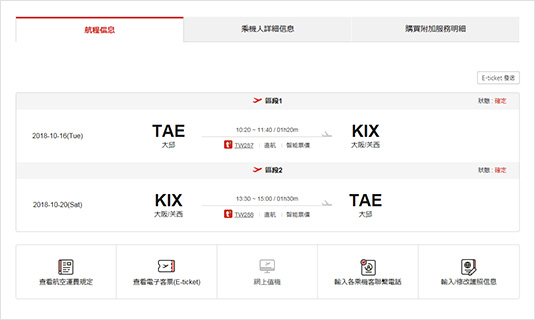 航程信息
乘機人詳細信息
購買附加服務明細
E-ticket 發送
區段1
狀態 : 確定
2018-10-16(Tue)
TAE
大邱
10:20 ~ 11:40 / 01h20m
t TW287 | 直航 | 智能票價
KIX
大阪/关西
區段2
狀態 : 確定
2018-10-20(Sat)
KIX
大阪/关西
13:30 ~ 15:00 / 01h30m
t TW288 | 直航 | 智能票價
TAE
大邱
查看航空運費規定
查看電子客票(E-ticket)
網上值機
輸入各乘機客聯繫電話
輸入/修改護照信息